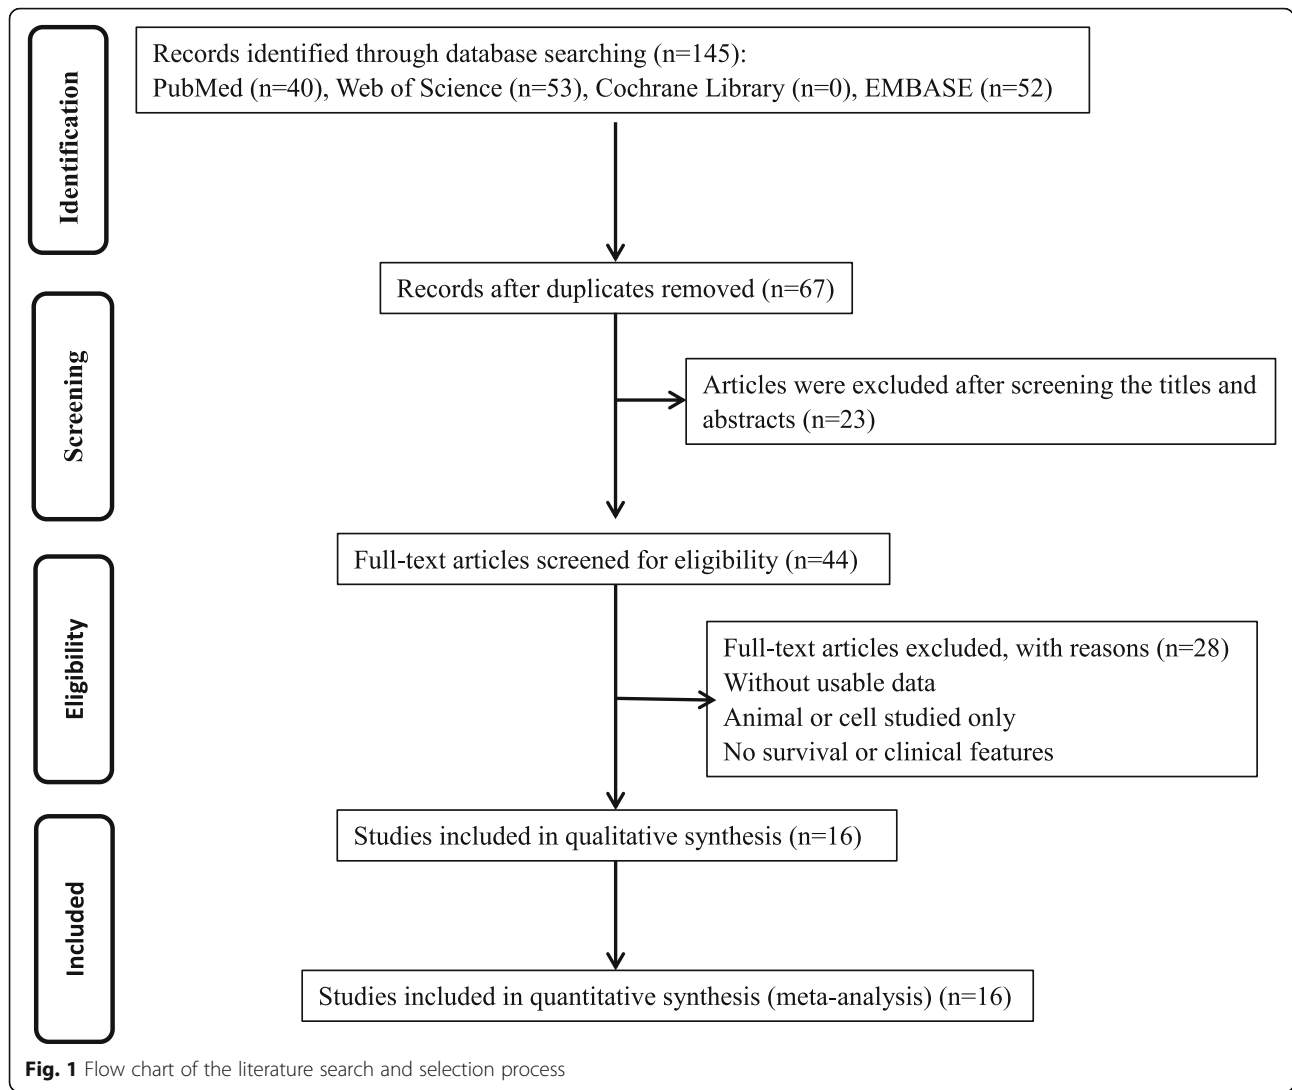 Identification
Records identified through database searching (n=145):
PubMed (n=40), Web of Science (n=53), Cochrane Library (n=0), EMBASE (n=52)
Records after duplicates removed (n=67)
Screening
Articles were excluded after screening the titles and
abstracts (n=23)
Full-text articles screened for eligibility (n=44)
Eligibility
Full-text articles excluded, with reasons (n=28)
Without usable data
Animal or cell studied only
No survival or clinical features
Studies included in qualitative synthesis (n=16)
Included
Studies included in quantitative synthesis (meta-analysis) (n=16)
Fig. 1 Flow chart of the literature search and selection process